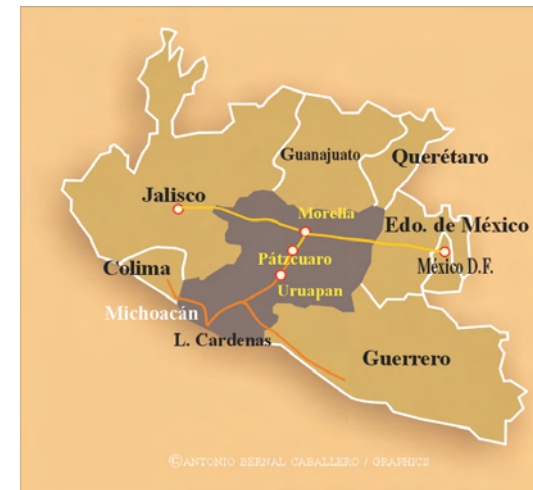 Guanajuato
Querétaro
Jalisco
Morelia
Edo. de México
Pátzcuaro
México D.F.
Colima
Uruapan
Michoacán
L. Cardenas
Guerrero
©ANTONIO BERNAL CABALLERO / GRAPHICS